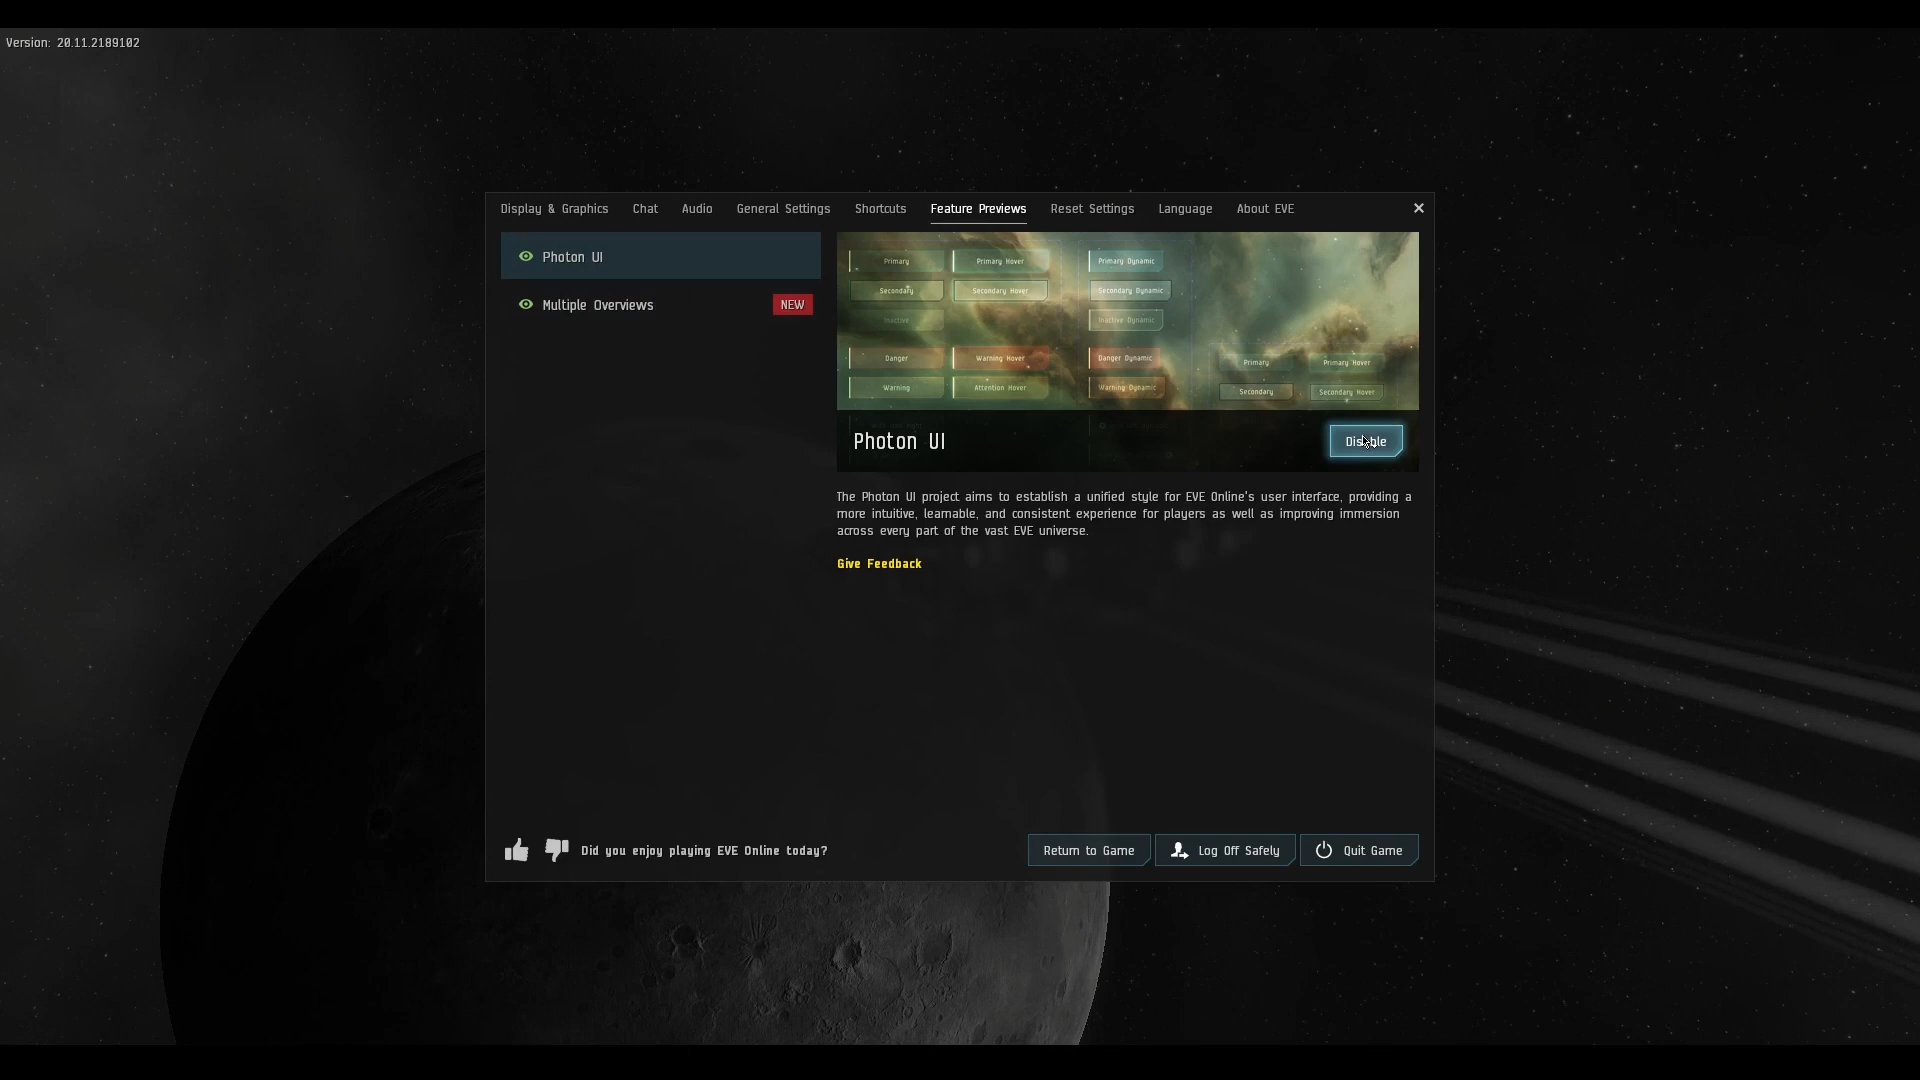 Version: 20.11.2189102
Display & Graphics Chat Audio General Settings Shortcuts Feature Previews Reset Settings Language About EVE
Photon UI
Multiple Overviews NEW
Primary Primary Hover Primary Dynamic
Secondary Secondary Hover Secondary Dynamic
Inactive Inactive Dynamic
Danger Warning Hover Danger Dynamic Primary Primary Hover
Warning Attention Hover Warning Dynamic Secondary Secondary Hover
Photon UI Disable
The Photon UI project aims to establish a unified style for EVE Online's user interface, providing a
more intuitive, learnable, and consistent experience for players as well as improving immersion
across every part of the vast EVE universe.
Give Feedback
Did you enjoy playing EVE Online today? Return to Game Log Off Safely Quit Game